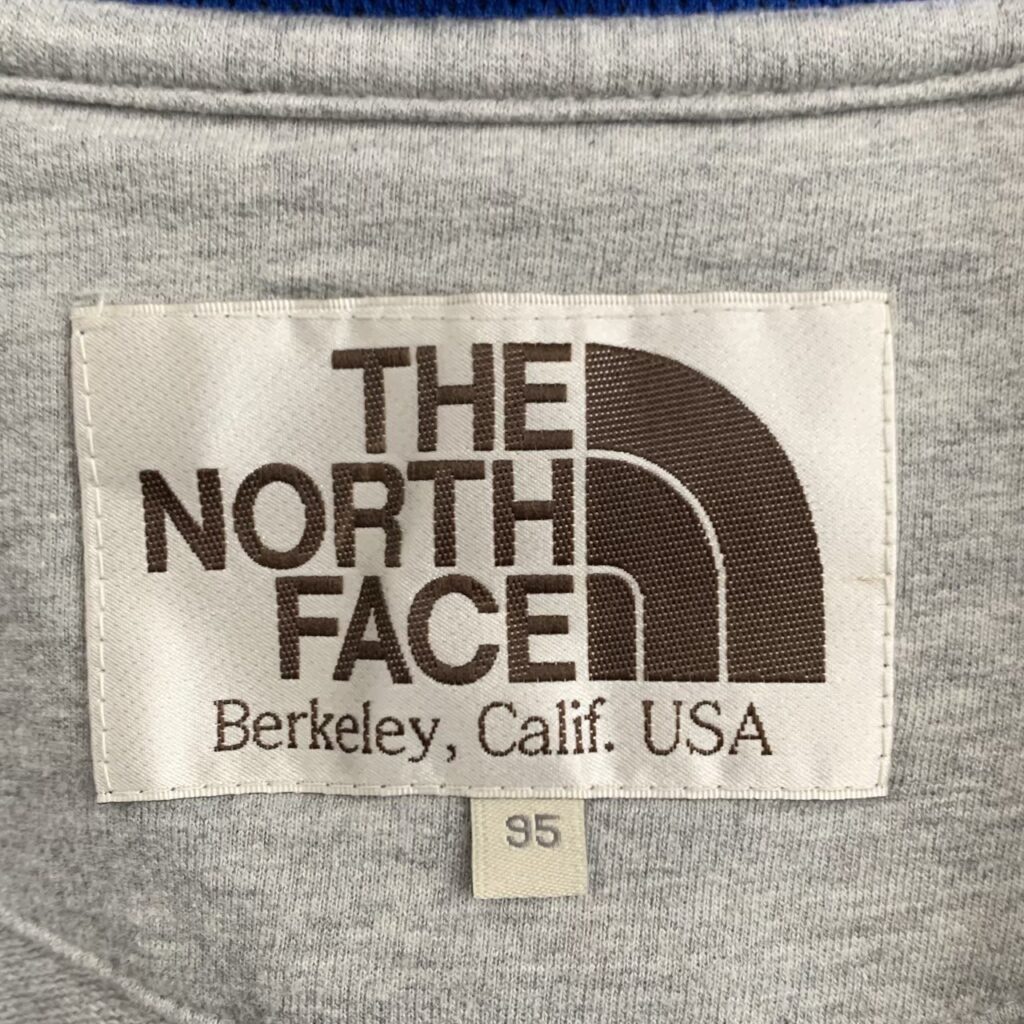 THE
NORTH
FACE
Berkeley, Calif. USA
95